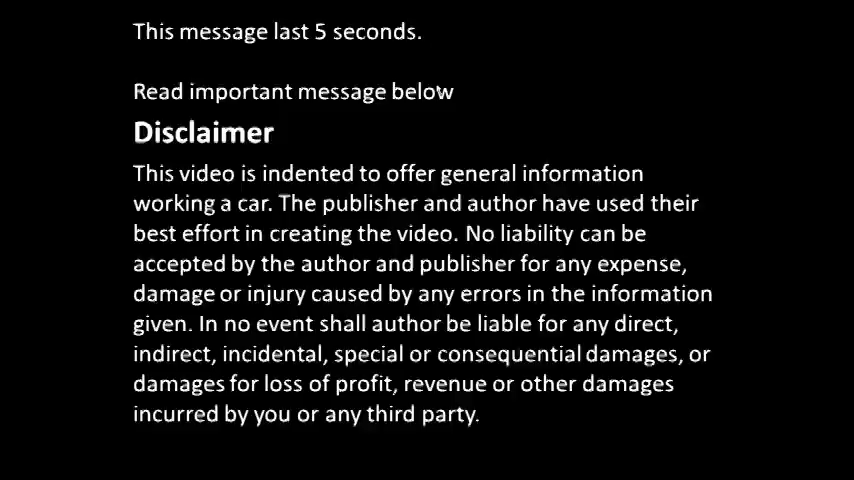 This message last 5 seconds.
Read important message below
Disclaimer
This video is indented to offer general information
working a car. The publisher and author have used their
best effort in creating the video. No liability can be
accepted by the author and publisher for any expense,
damage or injury caused by any errors in the information
given. In no event shall author be liable for any direct,
indirect, incidental, special or consequential damages, or
damages for loss of profit, revenue or other damages
incurred by you or any third party.